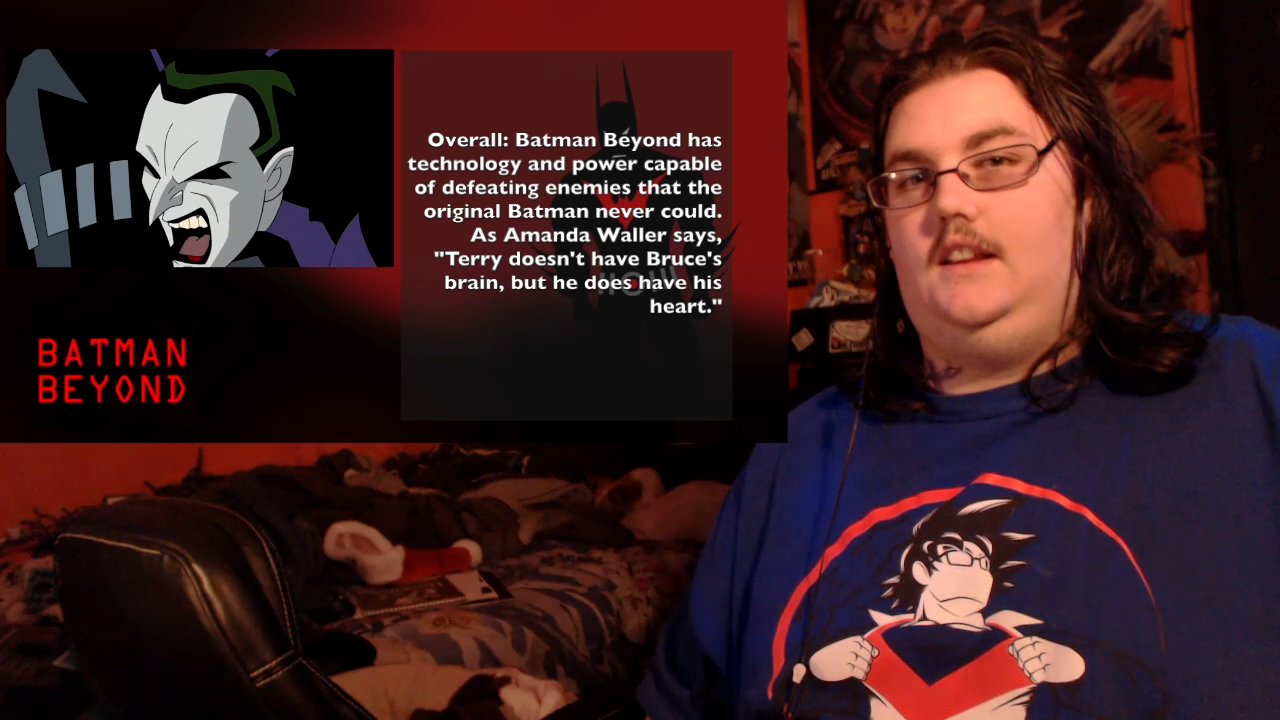 Overall: Batman Beyond has
technology and power capable
of defeating enemies that the
original Batman never could.
As Amanda Waller says,
"Terry doesn't have Bruce's
brain, but he does have his
heart."
BATMAN
BEYOND